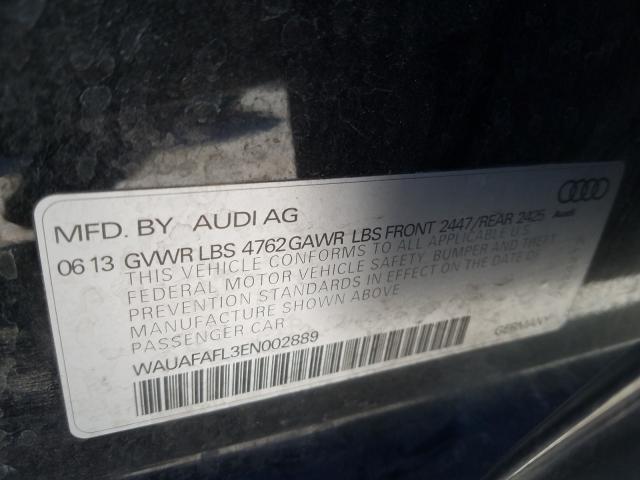 MFD. BY AUDI AG
06 13 GVWR LBS 4762 GAWR LBS FRONT 2447/REAR 2425
Audi
THIS VEHICLE CONFORMS TO ALL APPLICABLE U.S.
FEDERAL MOTOR VEHICLE SAFETY, BUMPER AND THEFT
PREVENTION STANDARDS IN EFFECT ON THE DATE OF
MANUFACTURE SHOWN ABOVE
PASSENGER CAR
WAUAFAFL3EN002889
GERMANY